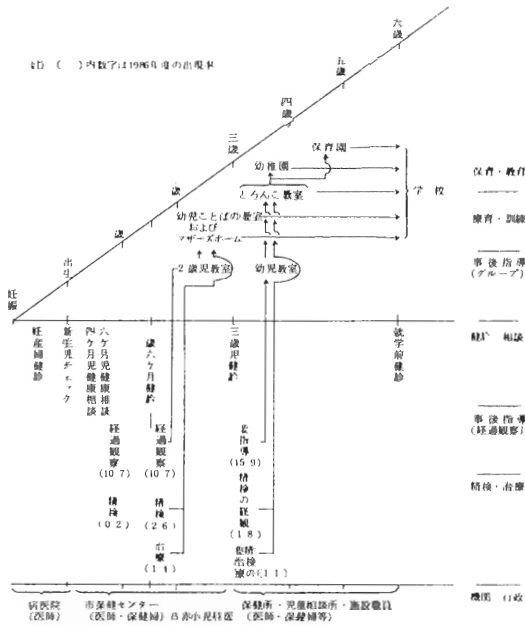 ( )内数字は1986年度の出現率
六歳
五歳
四歳
三歳
歳
歳
出生
妊娠
保育園
幼稚園
とろんこ教室
幼児ことばの教室
および
マザーズホーム
2歳児教室
幼児教室
学校
保育・教育
療育・訓練
事後指導
(グループ)
健診 相談
事後指導
(経過観察)
精検・治療
機関 行政
妊産婦健診
新生児チェック
四ケ月児健康相談
六ケ月児健康相談
歳六ケ月健診
三歳児健診
就学前健診
経過観察
(10.7)
経過観察
(10.7)
要指導
(15.9)
精検
(0.2)
精検
(2.6)
精検の経観
(1.8)
治療
(1.1)
(1.1)
病医院
(医師)
市保健センター
(医師・保健婦)
日赤小児科医
保健所・児童相談所・施設職員
(医師・保健婦等)